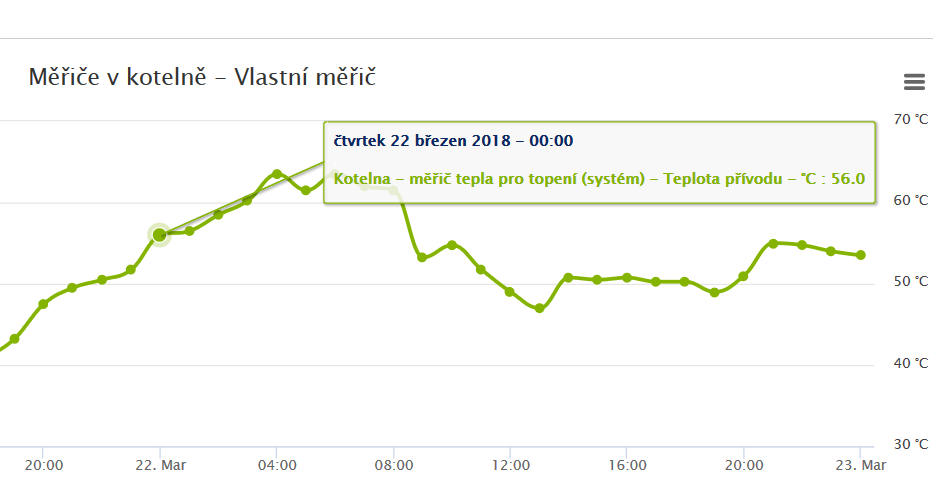 Měřiče v kotelně – Vlastní měřič
70 °C
čtvrtek 22 březen 2018 – 00:00
Kotelna – měřič tepla pro topení (systém) – Teplota přívodu – °C : 56.0
60 °C
50 °C
40 °C
30 °C
20:00 22. Mar 04:00 08:00 12:00 16:00 20:00 23. Mar